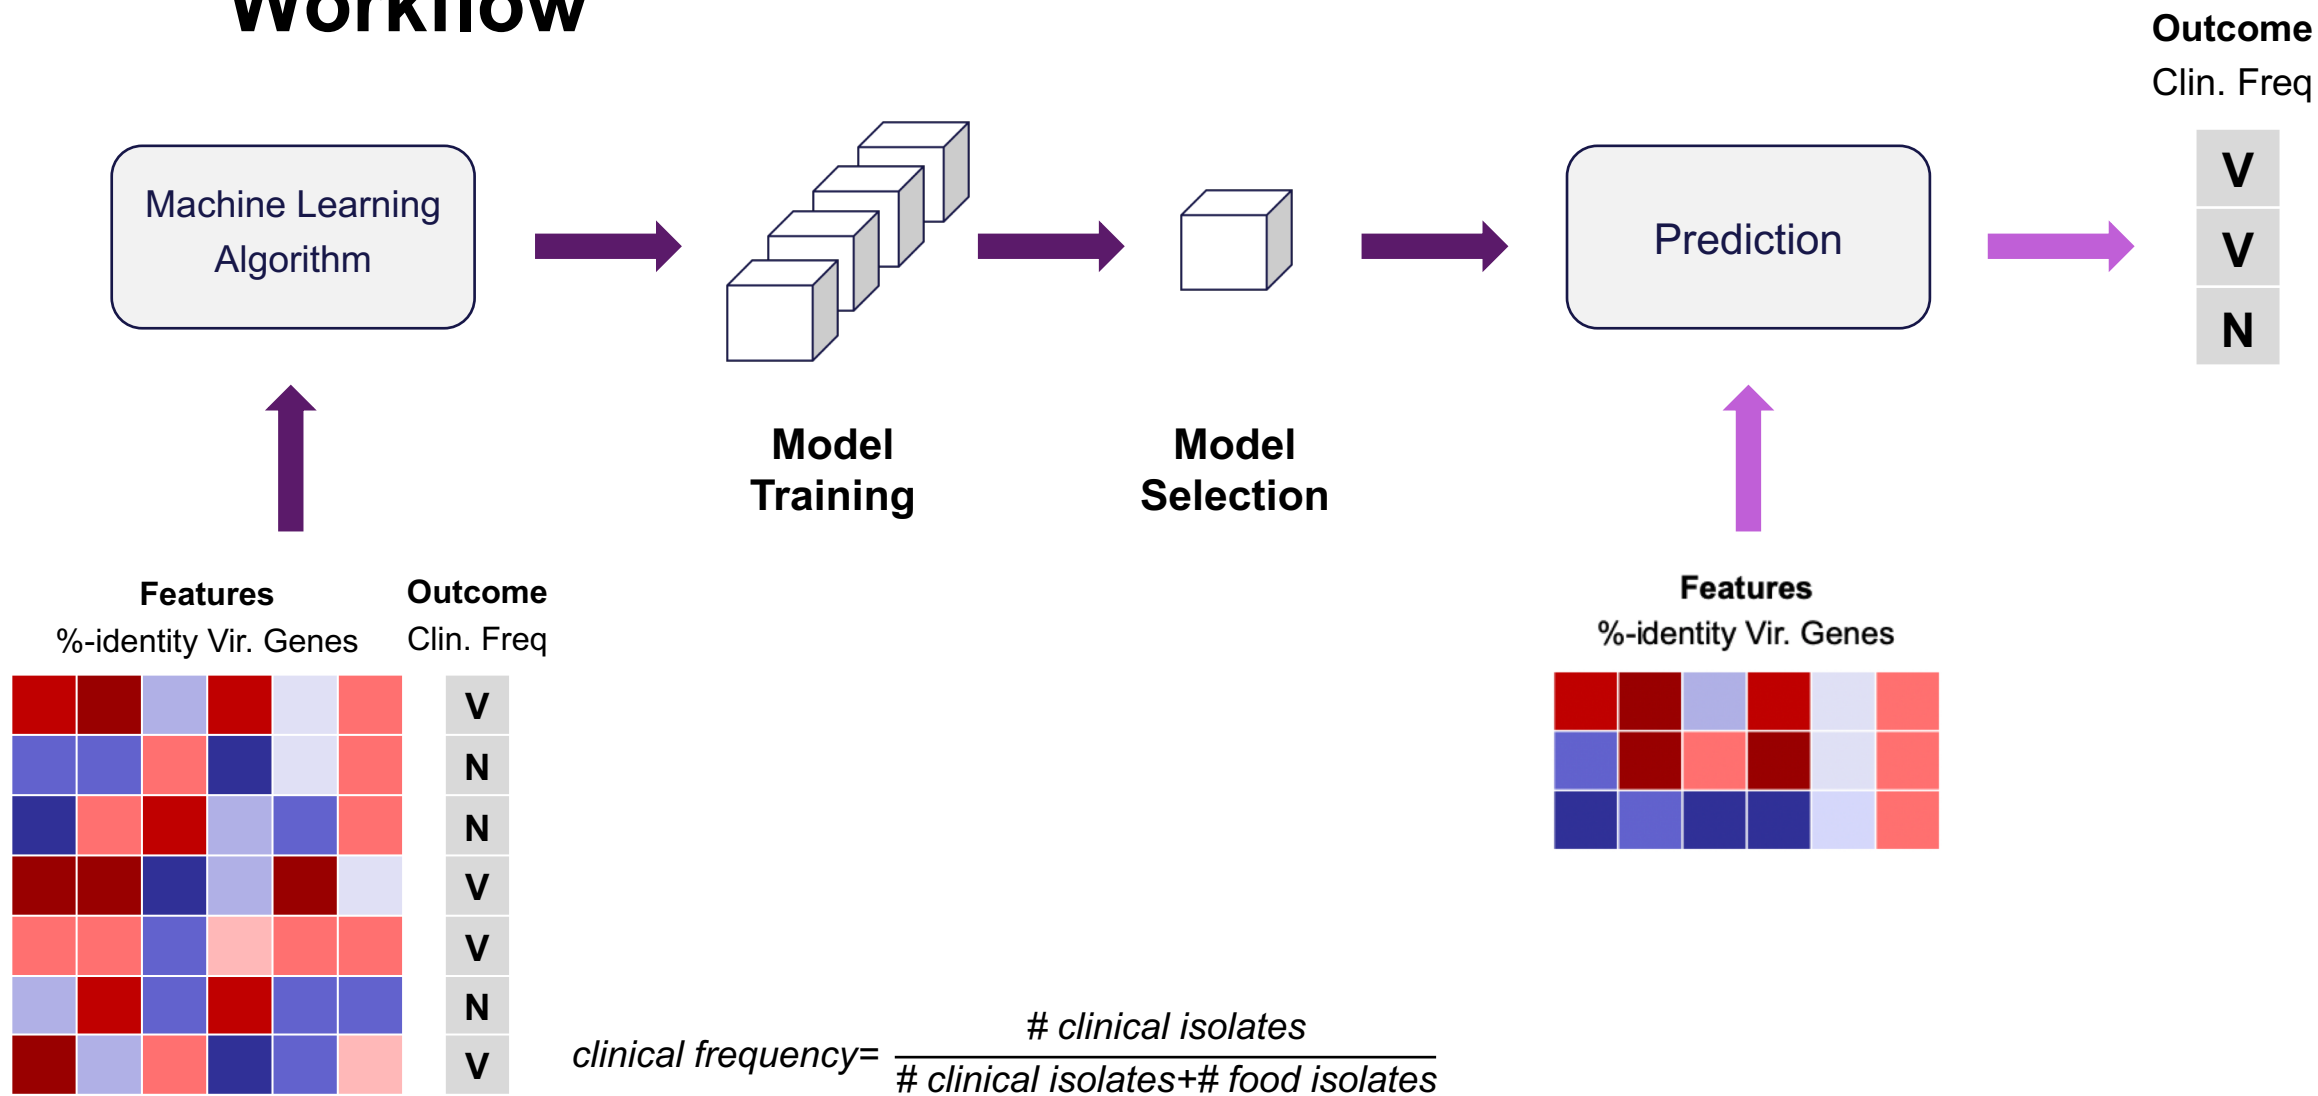 Workflow
Outcome
Clin. Freq
V
V
N
Machine Learning
Algorithm
Prediction
Model
Training
Model
Selection
Features
%-identity Vir. Genes
Outcome
Clin. Freq
V
N
N
V
V
N
V
Features
%-identity Vir. Genes
clinical frequency=
# clinical isolates
# clinical isolates+# food isolates